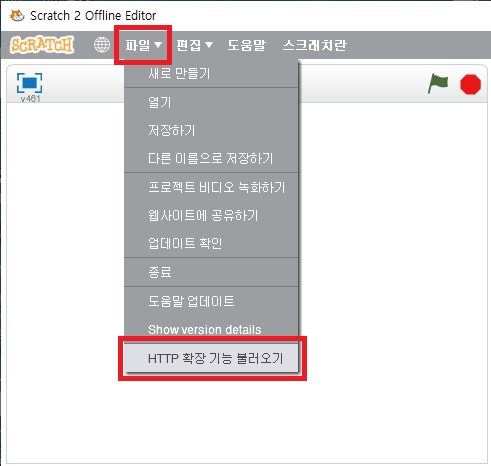 Scratch 2 Offline Editor
SCRATCH 파일 편집 도움말 스크래치란
새로 만들기
v461
열기
저장하기
다른 이름으로 저장하기
프로젝트 비디오 녹화하기
웹사이트에 공유하기
업데이트 확인
종료
도움말 업데이트
Show version details
HTTP 확장 기능 불러오기